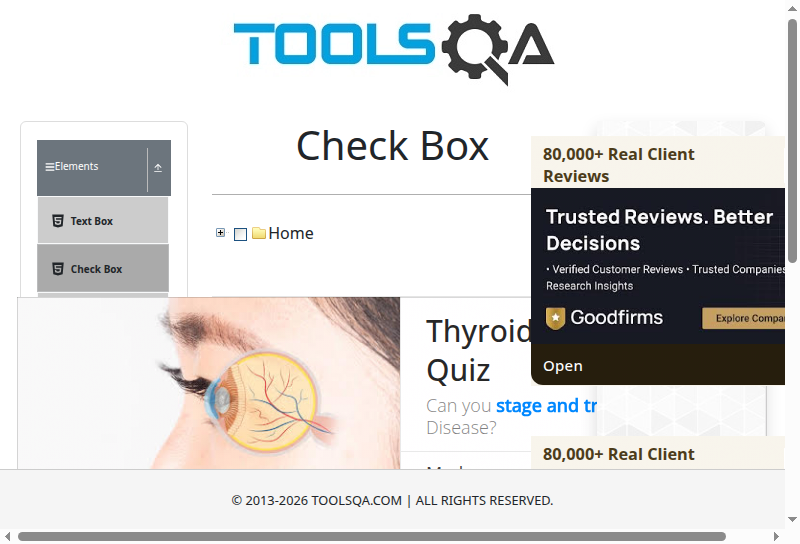 TOOLSQA
Check Box
Elements
Text Box
Check Box
Home
80,000+ Real Client
Reviews
Trusted Reviews. Better
Decisions
• Verified Customer Reviews • Trusted Companies
Research Insights
Goodfirms
Explore Compa
Open
Thyroid
Quiz
Can you stage and tr
Disease?
80,000+ Real Client
© 2013-2026 TOOLSQA.COM | ALL RIGHTS RESERVED.